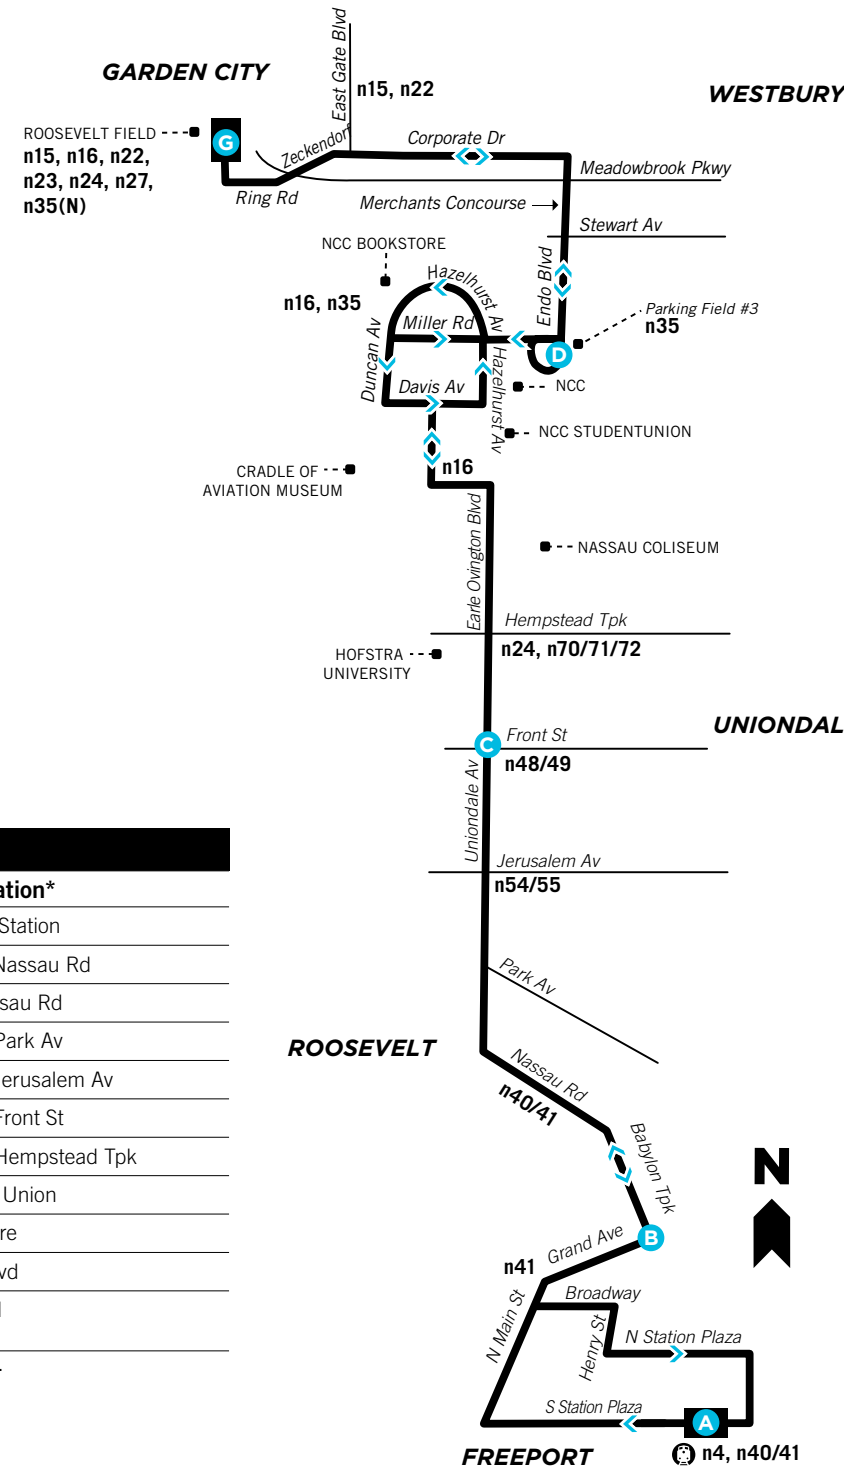 GARDEN CITY
East Gate Blvd
n15, n22
WESTBURY
ROOSEVELT FIELD
n15, n16, n22,
n23, n24, n27,
n35(N)
G
Zeckendorf
Corporate Dr
Meadowbrook Pkwy
Ring Rd
Merchants Concourse
Stewart Av
NCC BOOKSTORE
Hazelhurst Av
Endo Blvd
n16, n35
Miller Rd
Parking Field #3
n35
D
Duncan Av
Hazelhurst Av
Davis Av
NCC
NCC STUDENTUNION
n16
CRADLE OF
AVIATION MUSEUM
Earle Ovington Blvd
NASSAU COLISEUM
Hempstead Tpk
n24, n70/71/72
HOFSTRA
UNIVERSITY
UNIONDAL
C
Front St
n48/49
Uniondale Av
Jerusalem Av
n54/55
ation*
Station
Nassau Rd
sau Rd
Park Av
erusalem Av
Front St
Hempstead Tpk
Union
re
vd
Park Av
ROOSEVELT
Nassau Rd
n40/41
Babylon Tpk
N
B
Grand Ave
n41
Broadway
N Main St
Henry St
N Station Plaza
S Station Plaza
A
FREEPORT
n4, n40/41